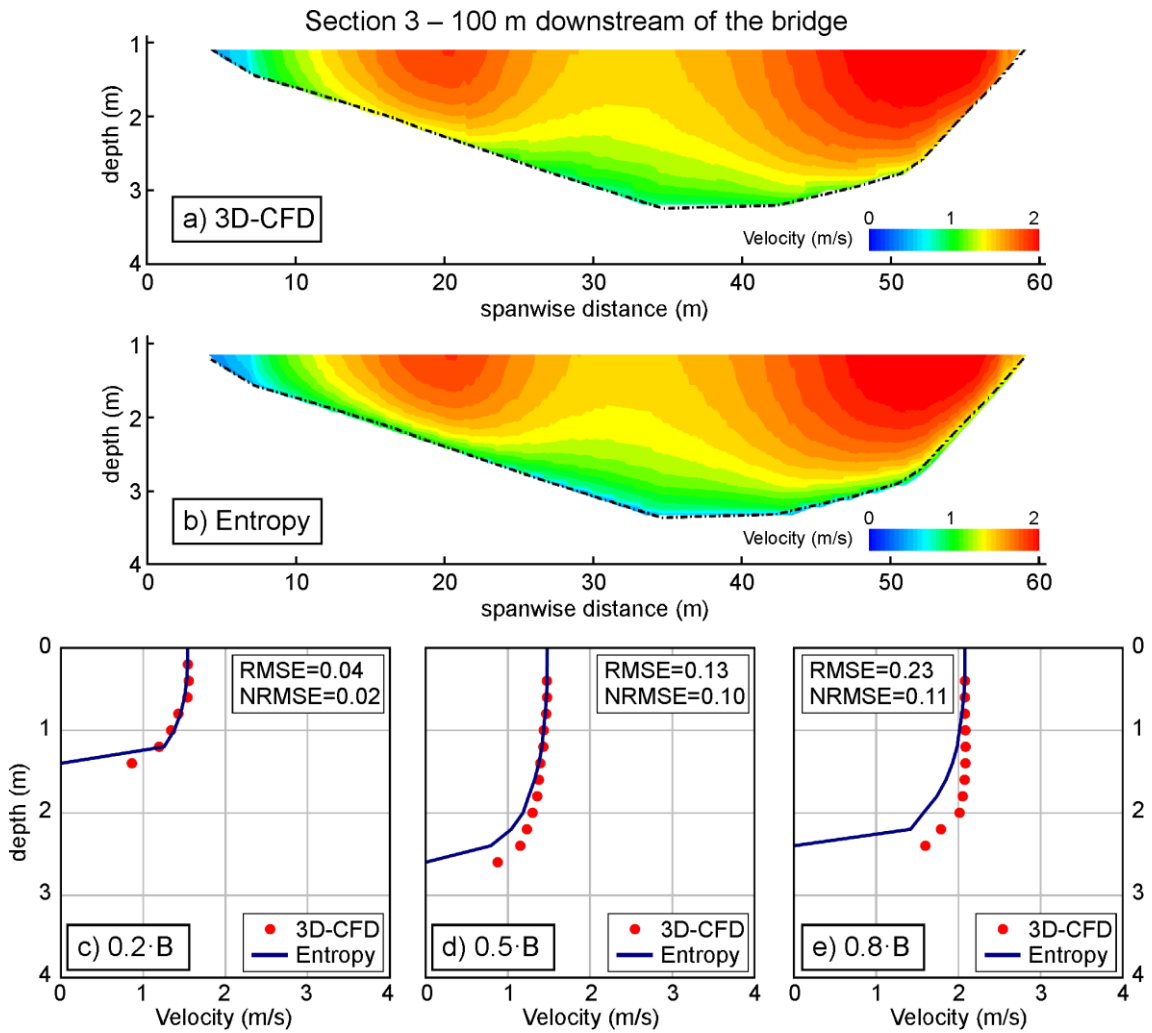 Section 3 – 100 m downstream of the bridge
1
2
3
4
depth (m)
a) 3D-CFD
0 1 2
Velocity (m/s)
0 10 20 30 40 50 60
spanwise distance (m)
1
2
3
4
depth (m)
b) Entropy
0 1 2
Velocity (m/s)
0 10 20 30 40 50 60
spanwise distance (m)
0
1
2
3
4
depth (m)
RMSE=0.04
NRMSE=0.02
3D-CFD
Entropy
c) 0.2·B
0 1 2 3 4
Velocity (m/s)
RMSE=0.13
NRMSE=0.10
3D-CFD
Entropy
d) 0.5·B
0 1 2 3 4
Velocity (m/s)
RMSE=0.23
NRMSE=0.11
3D-CFD
Entropy
e) 0.8·B
0 1 2 3 4
Velocity (m/s)
0
1
2
3
4